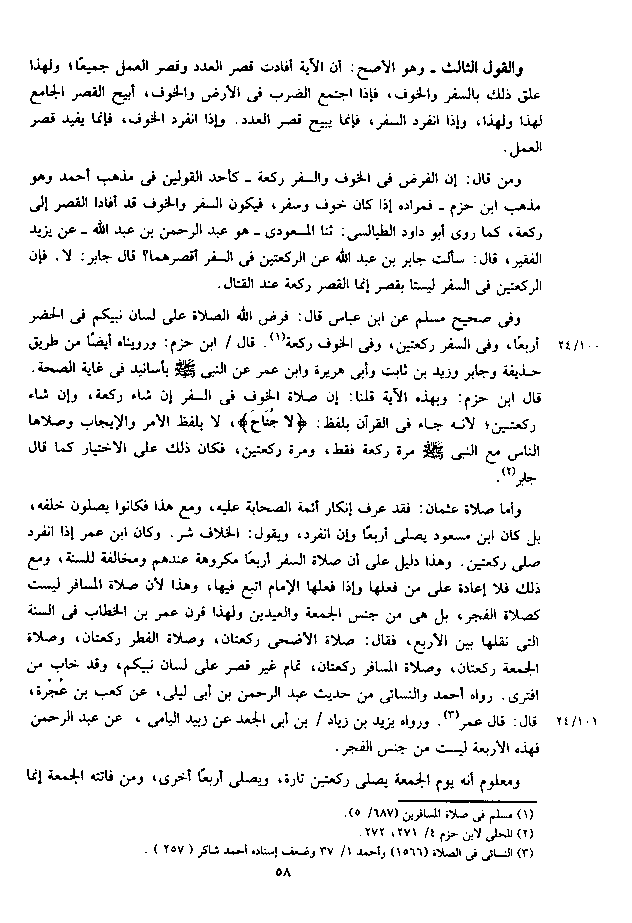 والقول الثالث ـ وهو الأصح: أن الآية أفادت قصر العدد وقصر العمل جميعًا؛ ولهذا
علق ذلك بالسفر والخوف، فإذا اجتمع الضرب فى الأرض والخوف، أبيح القصر الجامع
لهذا ولهذا، وإذا انفرد السفر، فإنما يبيح قصر العدد. وإذا انفرد الخوف، فإنما يفيد قصر
العمل.
ومن قال: إن الفرض فى الخوف والسفر ركعة ـ كأحد القولين فى مذهب أحمد وهو
مذهب ابن حزم ـ فمراده إذا كان خوف وسفر، فيكون السفر والخوف قد أفادا القصر إلى
ركعة، كما روى أبو داود الطيالسى: ثنا المسعودى ـ هو عبد الرحمن بن عبد الله ـ عن يزيد
الفقير، قال: سألت جابر بن عبد الله عن الركعتين فى السفر أقصرهما؟ قال جابر: لا. فإن
الركعتين فى السفر ليستا بقصر إنما القصر ركعة عند القتال.
وفى صحيح مسلم عن ابن عباس قال: فرض الله الصلاة على لسان نبيكم فى الحضر
٢٤/١٠٠ أربعًا، وفى السفر ركعتين، وفى الخوف ركعة(١). قال / ابن حزم: ورويناه أيضًا من طريق
حذيفة وجابر وزيد بن ثابت وأبى هريرة وابن عمر عن النبى ﷺ بأسانيد فى غاية الصحة.
قال ابن حزم: وبهذه الآية قلنا: إن صلاة الخوف فى السفر إن شاء ركعة، وإن شاء
ركعتين؛ لأنه جاء فى القرآن بلفظ: ﴿لا جُنَاحَ﴾، لا بلفظ الأمر والإيجاب وصلاها
الناس مع النبى ﷺ مرة ركعة فقط، ومرة ركعتين، فكان ذلك على الاختيار كما قال
جابر(٢).
وأما صلاة عثمان: فقد عرف إنكار أئمة الصحابة عليه، ومع هذا فكانوا يصلون خلفه،
بل كان ابن مسعود يصلى أربعًا وإن انفرد، ويقول: الخلاف شر. وكان ابن عمر إذا انفرد
صلى ركعتين. وهذا دليل على أن صلاة السفر أربعًا مكروهة عندهم ومخالفة للسنة، ومع
ذلك فلا إعادة على من فعلها وإذا فعلها الإمام اتبع فيها، وهذا لأن صلاة المسافر ليست
كصلاة الفجر، بل هى من جنس الجمعة والعيدين ولهذا قرن عمر بن الخطاب فى السنة
التى نقلها بين الأربع، فقال: صلاة الأضحى ركعتان، وصلاة الفطر ركعتان، وصلاة
الجمعة ركعتان، وصلاة المسافر ركعتان، تمام غير قصر على لسان نبيكم، وقد خاب من
افترى. رواه أحمد والنسائى من حديث عبد الرحمن بن أبى ليلى، عن كعب بن عُجْرة،
٢٤/١٠١ قال: قال عمر(٣). ورواه يزيد بن زياد / بن أبى الجعد عن زبيد اليامى ، عن عبد الرحمن
فهذه الأربعة ليست من جنس الفجر.
ومعلوم أنه يوم الجمعة يصلى ركعتين تارة، ويصلى أربعًا أخرى، ومن فاتته الجمعة إنما
(١) مسلم فى صلاة المسافرين (٦٨٧/ ٥).
(٢) المحلى لابن حزم ٤/ ٢٧١، ٢٧٢.
(٣) النسائى فى الصلاة (١٥٦٦) وأحمد ١/ ٣٧ وضعف إسناده أحمد شاكر ( ٢٥٧ ) .
٥٨